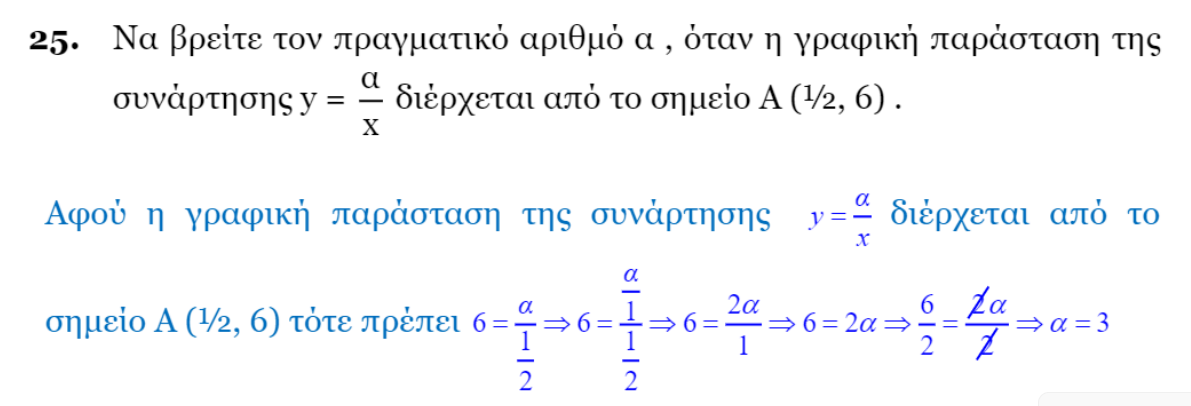 25. Να βρείτε τον πραγματικό αριθμό α , όταν η γραφική παράσταση της
συνάρτησης y = α/x διέρχεται από το σημείο Α (½, 6) .
Αφού η γραφική παράσταση της συνάρτησης y = α/x διέρχεται από το
σημείο Α (½, 6) τότε πρέπει 6 = α/(1/2) ⇒ 6 = (α/1)/(1/2) ⇒ 6 = 2α/1 ⇒ 6 = 2α ⇒ 6/2 = 2α/2 ⇒ α = 3